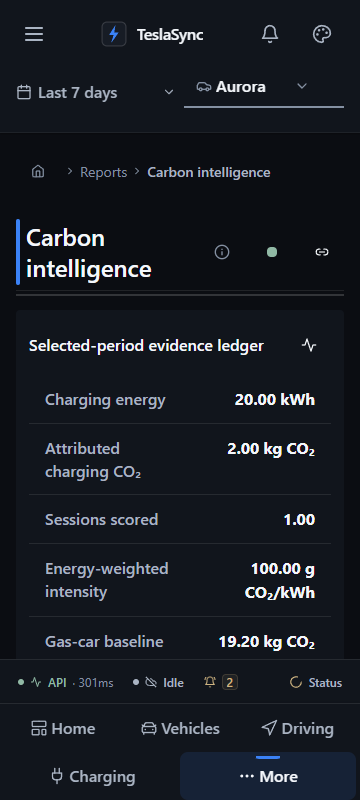 TeslaSync
Last 7 days
Aurora
Reports
Carbon intelligence
Carbon
intelligence
Selected-period evidence ledger
Charging energy
20.00 kWh
Attributed
charging CO₂
2.00 kg CO₂
Sessions scored
1.00
Energy-weighted
intensity
100.00 g
CO₂/kWh
Gas-car baseline
19.20 kg CO₂
API · 301ms
Idle
2
Status
Home
Vehicles
Driving
Charging
More